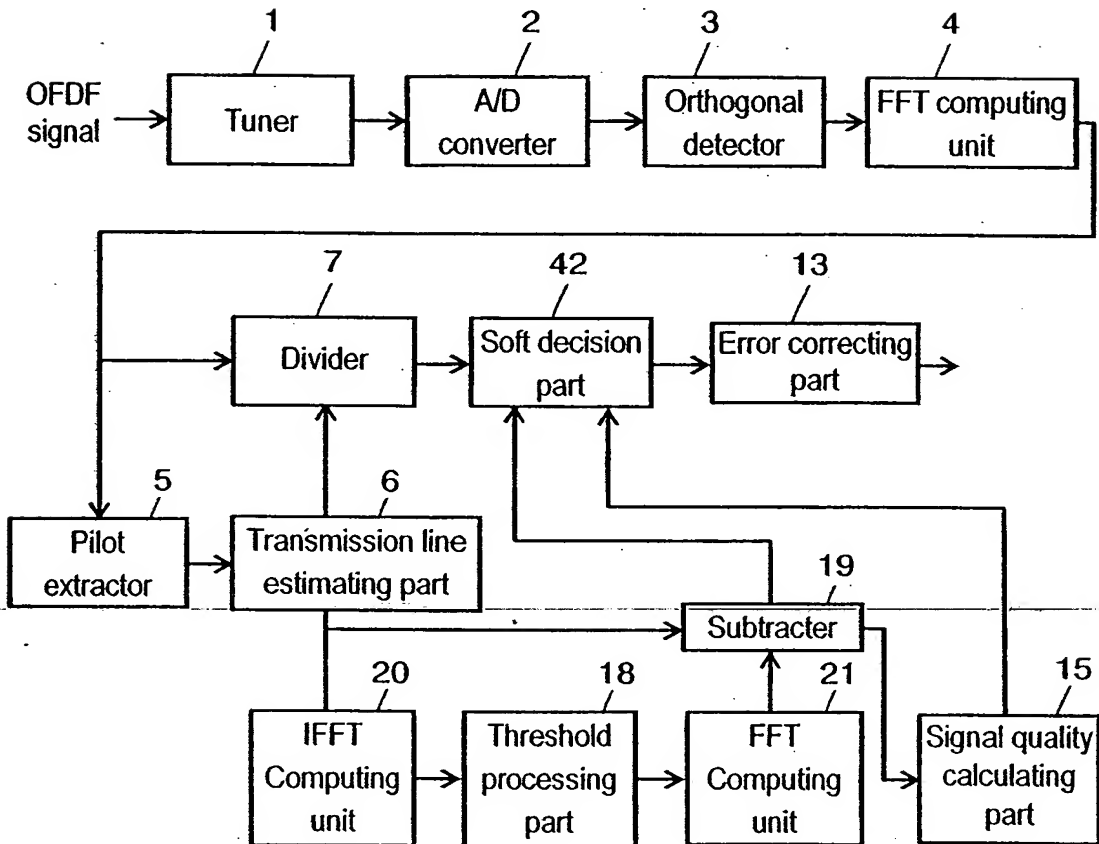 1
2
3
4
OFDF
signal
Tuner
A/D
converter
Orthogonal
detector
FFT computing
unit
7
42
13
Divider
Soft decision
part
Error correcting
part
5
6
Pilot
extractor
Transmission line
estimating part
19
Subtracter
20
18
21
15
IFFT
Computing
unit
Threshold
processing
part
FFT
Computing
unit
Signal quality
calculating
part